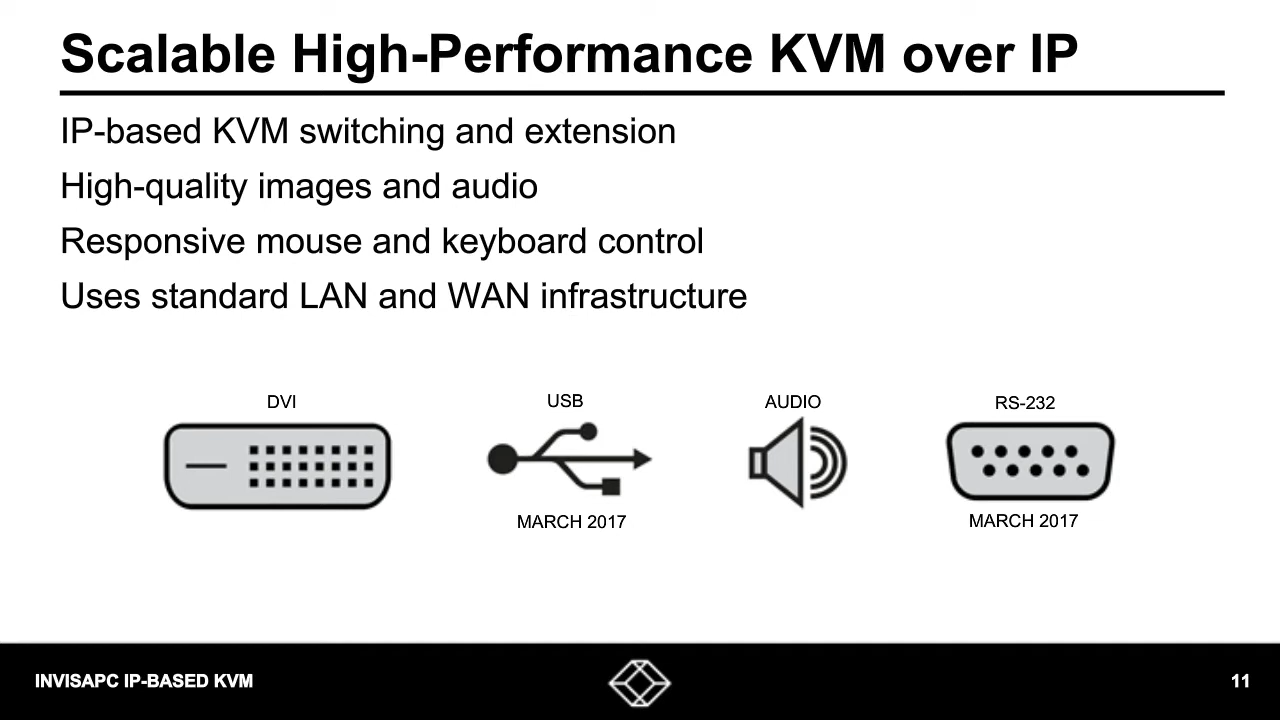 Scalable High-Performance KVM over IP
IP-based KVM switching and extension
High-quality images and audio
Responsive mouse and keyboard control
Uses standard LAN and WAN infrastructure
DVI
USB
AUDIO
RS-232
MARCH 2017
MARCH 2017
INVISAPC IP-BASED KVM
11